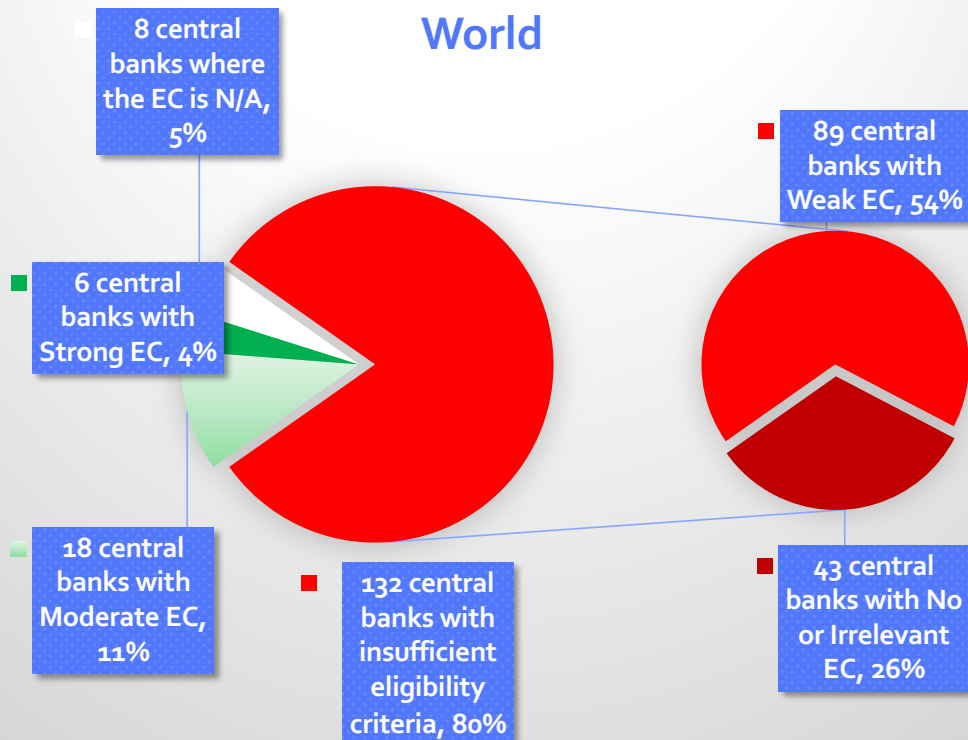 World
8 central
banks where
the EC is N/A,
5%
6 central
banks with
Strong EC, 4%
18 central
banks with
Moderate EC,
11%
132 central
banks with
insufficient
eligibility
criteria, 80%
89 central
banks with
Weak EC, 54%
43 central
banks with No
or Irrelevant
EC, 26%